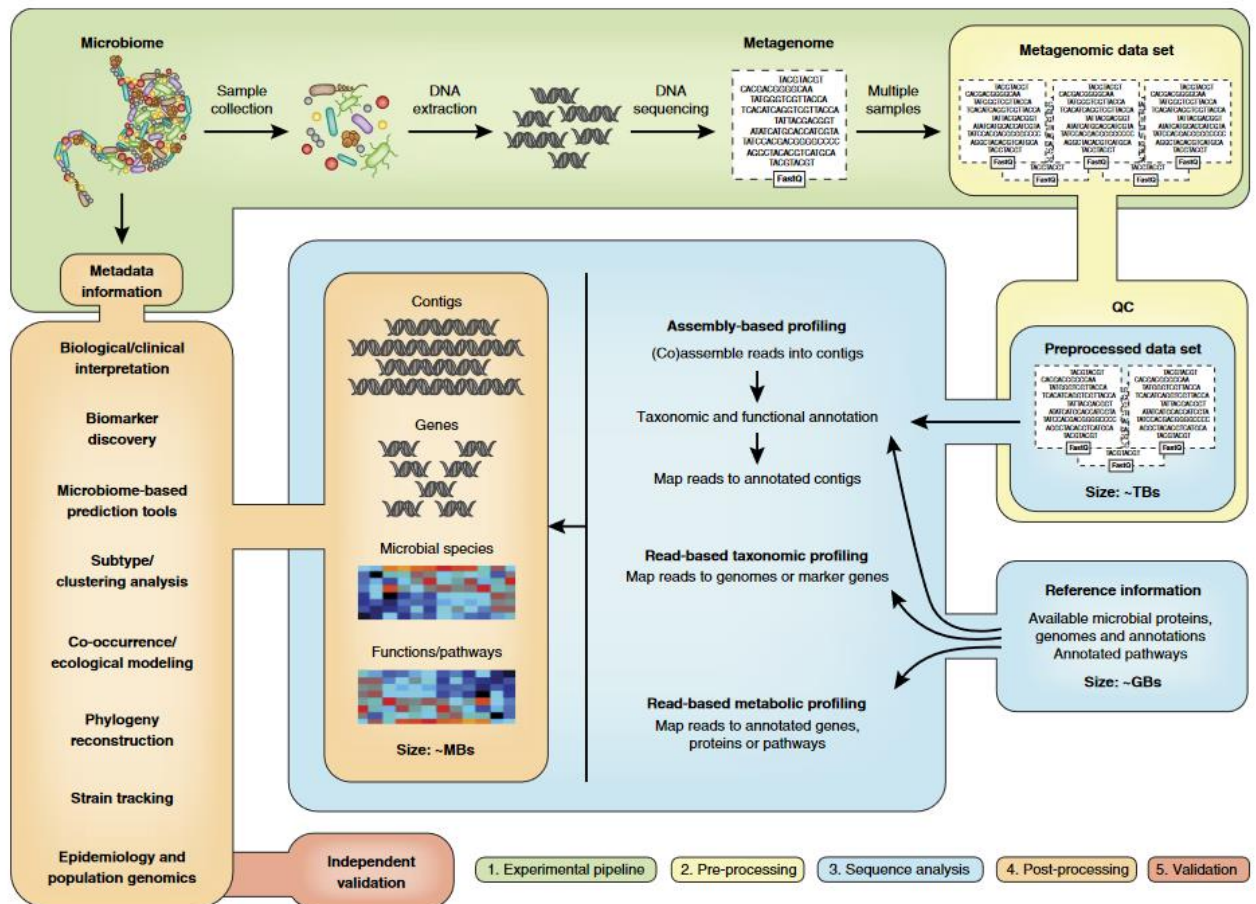 Microbiome
Sample
collection
DNA
extraction
DNA
sequencing
Metagenome
TACGTACGT
CACGACGGGGGCAA
TATGGGTCGTTACCA
TCACATCAGGTCGTTACCA
TATTACGACGGT
ATATCATGCACCATCGTA
TATCCACGACGGGGCCCC
AGGCTACACGTCATGCA
TACGTACGT
FastQ
Multiple
samples
Metagenomic data set
FastQ
FastQ
FastQ
FastQ
FastQ
Metadata
information
Biological/clinical
interpretation
Biomarker
discovery
Microbiome-based
prediction tools
Subtype/
clustering analysis
Co-occurrence/
ecological modeling
Phylogeny
reconstruction
Strain tracking
Epidemiology and
population genomics
Contigs
Genes
Microbial species
Functions/pathways
Size: ~MBs
Assembly-based profiling
(Co)assemble reads into contigs
Taxonomic and functional annotation
Map reads to annotated contigs
Read-based taxonomic profiling
Map reads to genomes or marker genes
Read-based metabolic profiling
Map reads to annotated genes,
proteins or pathways
QC
Preprocessed data set
FastQ
FastQ
FastQ
Size: ~TBs
Reference information
Available microbial proteins,
genomes and annotations
Annotated pathways
Size: ~GBs
Independent
validation
1. Experimental pipeline
2. Pre-processing
3. Sequence analysis
4. Post-processing
5. Validation